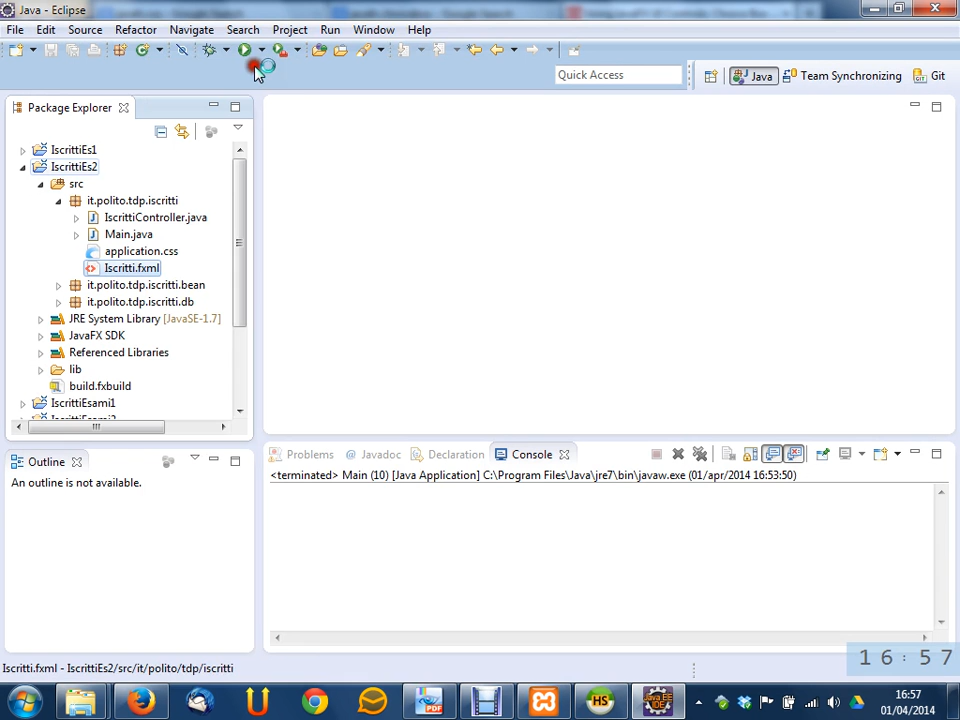 Java - Eclipse
File Edit Source Refactor Navigate Search Project Run Window Help
Quick Access
Java
Team Synchronizing
Git
Package Explorer
IscrittiEs1
IscrittiEs2
src
it.polito.tdp.iscritti
IscrittiController.java
Main.java
application.css
Iscritti.fxml
it.polito.tdp.iscritti.bean
it.polito.tdp.iscritti.db
JRE System Library [JavaSE-1.7]
JavaFX SDK
Referenced Libraries
lib
build.fxbuild
IscrittiEsami1
Outline
An outline is not available.
Problems @ Javadoc Declaration Console
<terminated> Main (10) [Java Application] C:\Program Files\Java\jre7\bin\javaw.exe (01/apr/2014 16:53:50)
Iscritti.fxml - IscrittiEs2/src/it/polito/tdp/iscritti
16:57
PDF
HS
Java EE
IDE
16:57
01/04/2014